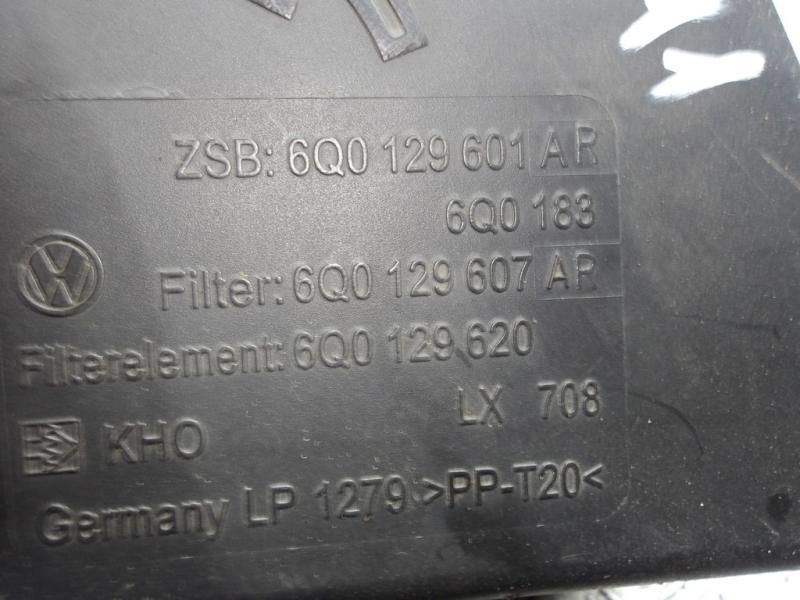 ZSB: 6Q0 129 601 AR
6Q0 183
Filter: 6Q0 129 607 AR
Filterelement: 6Q0 129 620
LX 708
KHO
Germany LP 1279 >PP-T20<